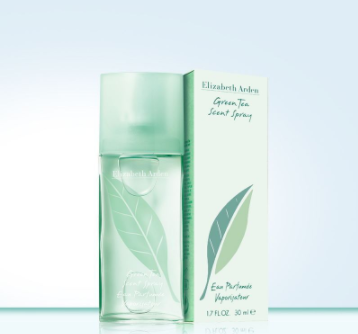 Elizabeth Arden
Green Tea
Scent Spray
Eau Parfumée
Vaporisateur
1.7 FL. OZ. 30 ml e